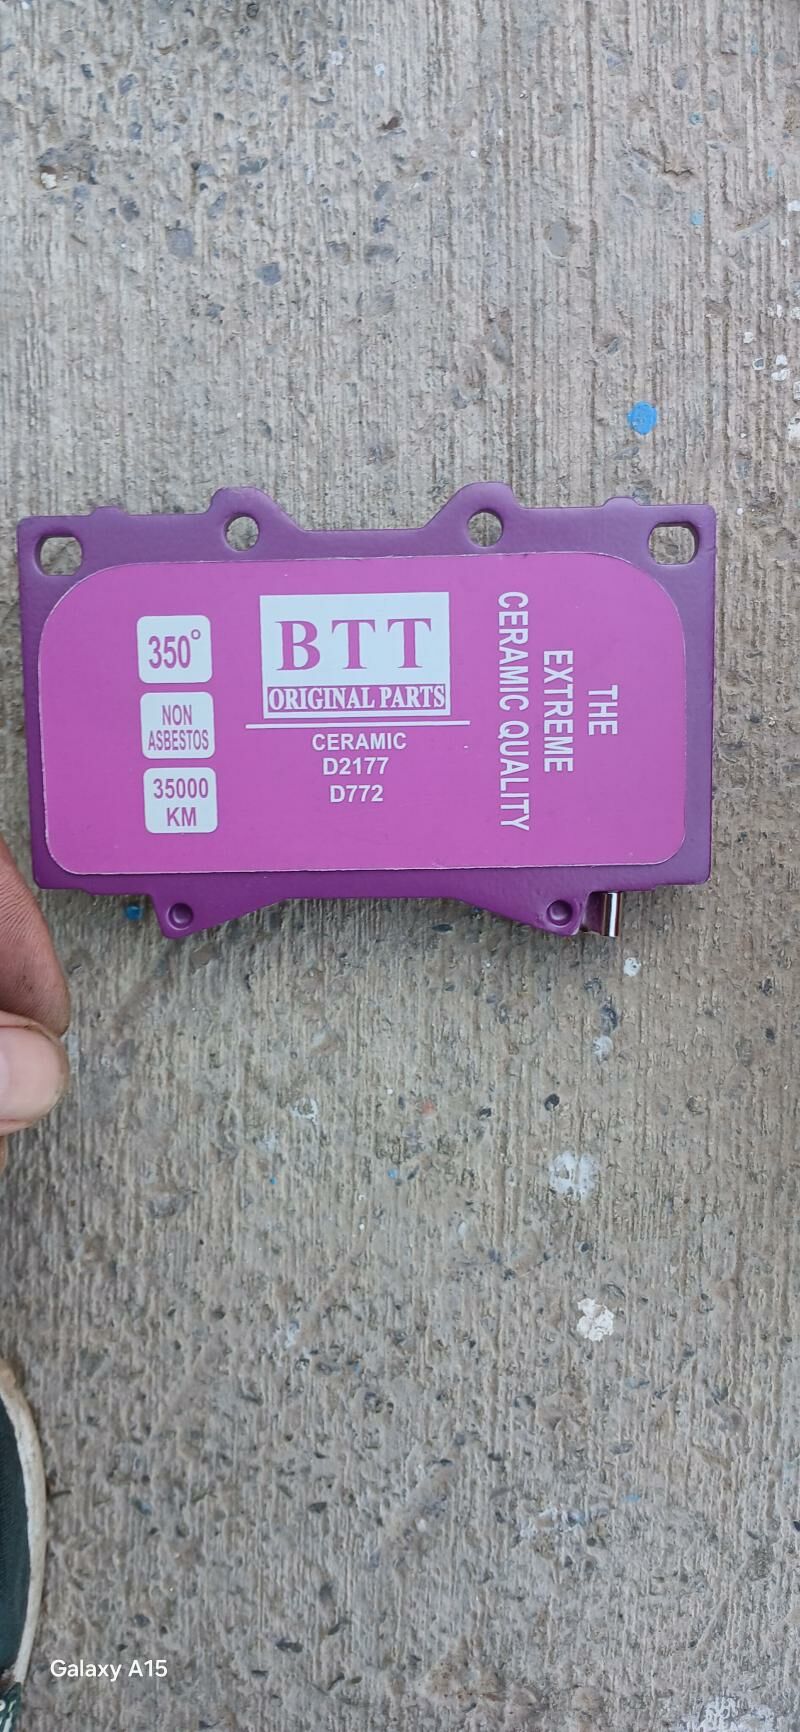 350°
NON
ASBESTOS
35000
KM
BTT
ORIGINAL PARTS
CERAMIC
D2177
D772
THE
EXTREME
CERAMIC QUALITY
Galaxy A15